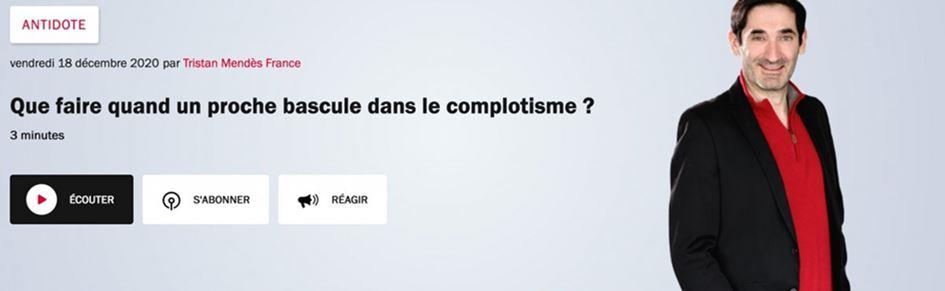 ANTIDOTE
vendredi 18 décembre 2020 par Tristan Mendès France
Que faire quand un proche bascule dans le complotisme ?
3 minutes
ÉCOUTER
S'ABONNER
RÉAGIR